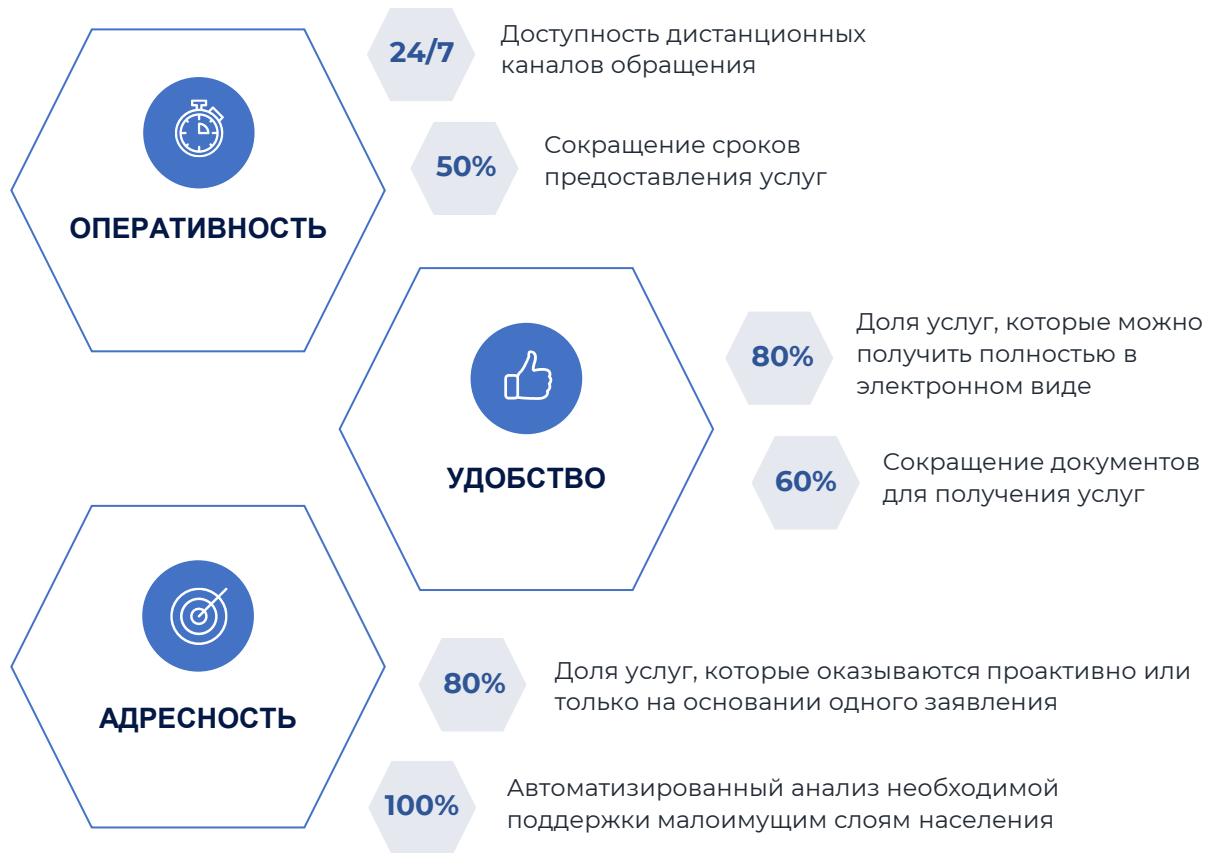 24/7
Доступность дистанционных
каналов обращения
50%
Сокращение сроков
предоставления услуг
ОПЕРАТИВНОСТЬ
80%
Доля услуг, которые можно
получить полностью в
электронном виде
УДОБСТВО
60%
Сокращение документов
для получения услуг
АДРЕСНОСТЬ
80%
Доля услуг, которые оказываются проактивно или
только на основании одного заявления
100%
Автоматизированный анализ необходимой
поддержки малоимущим слоям населения